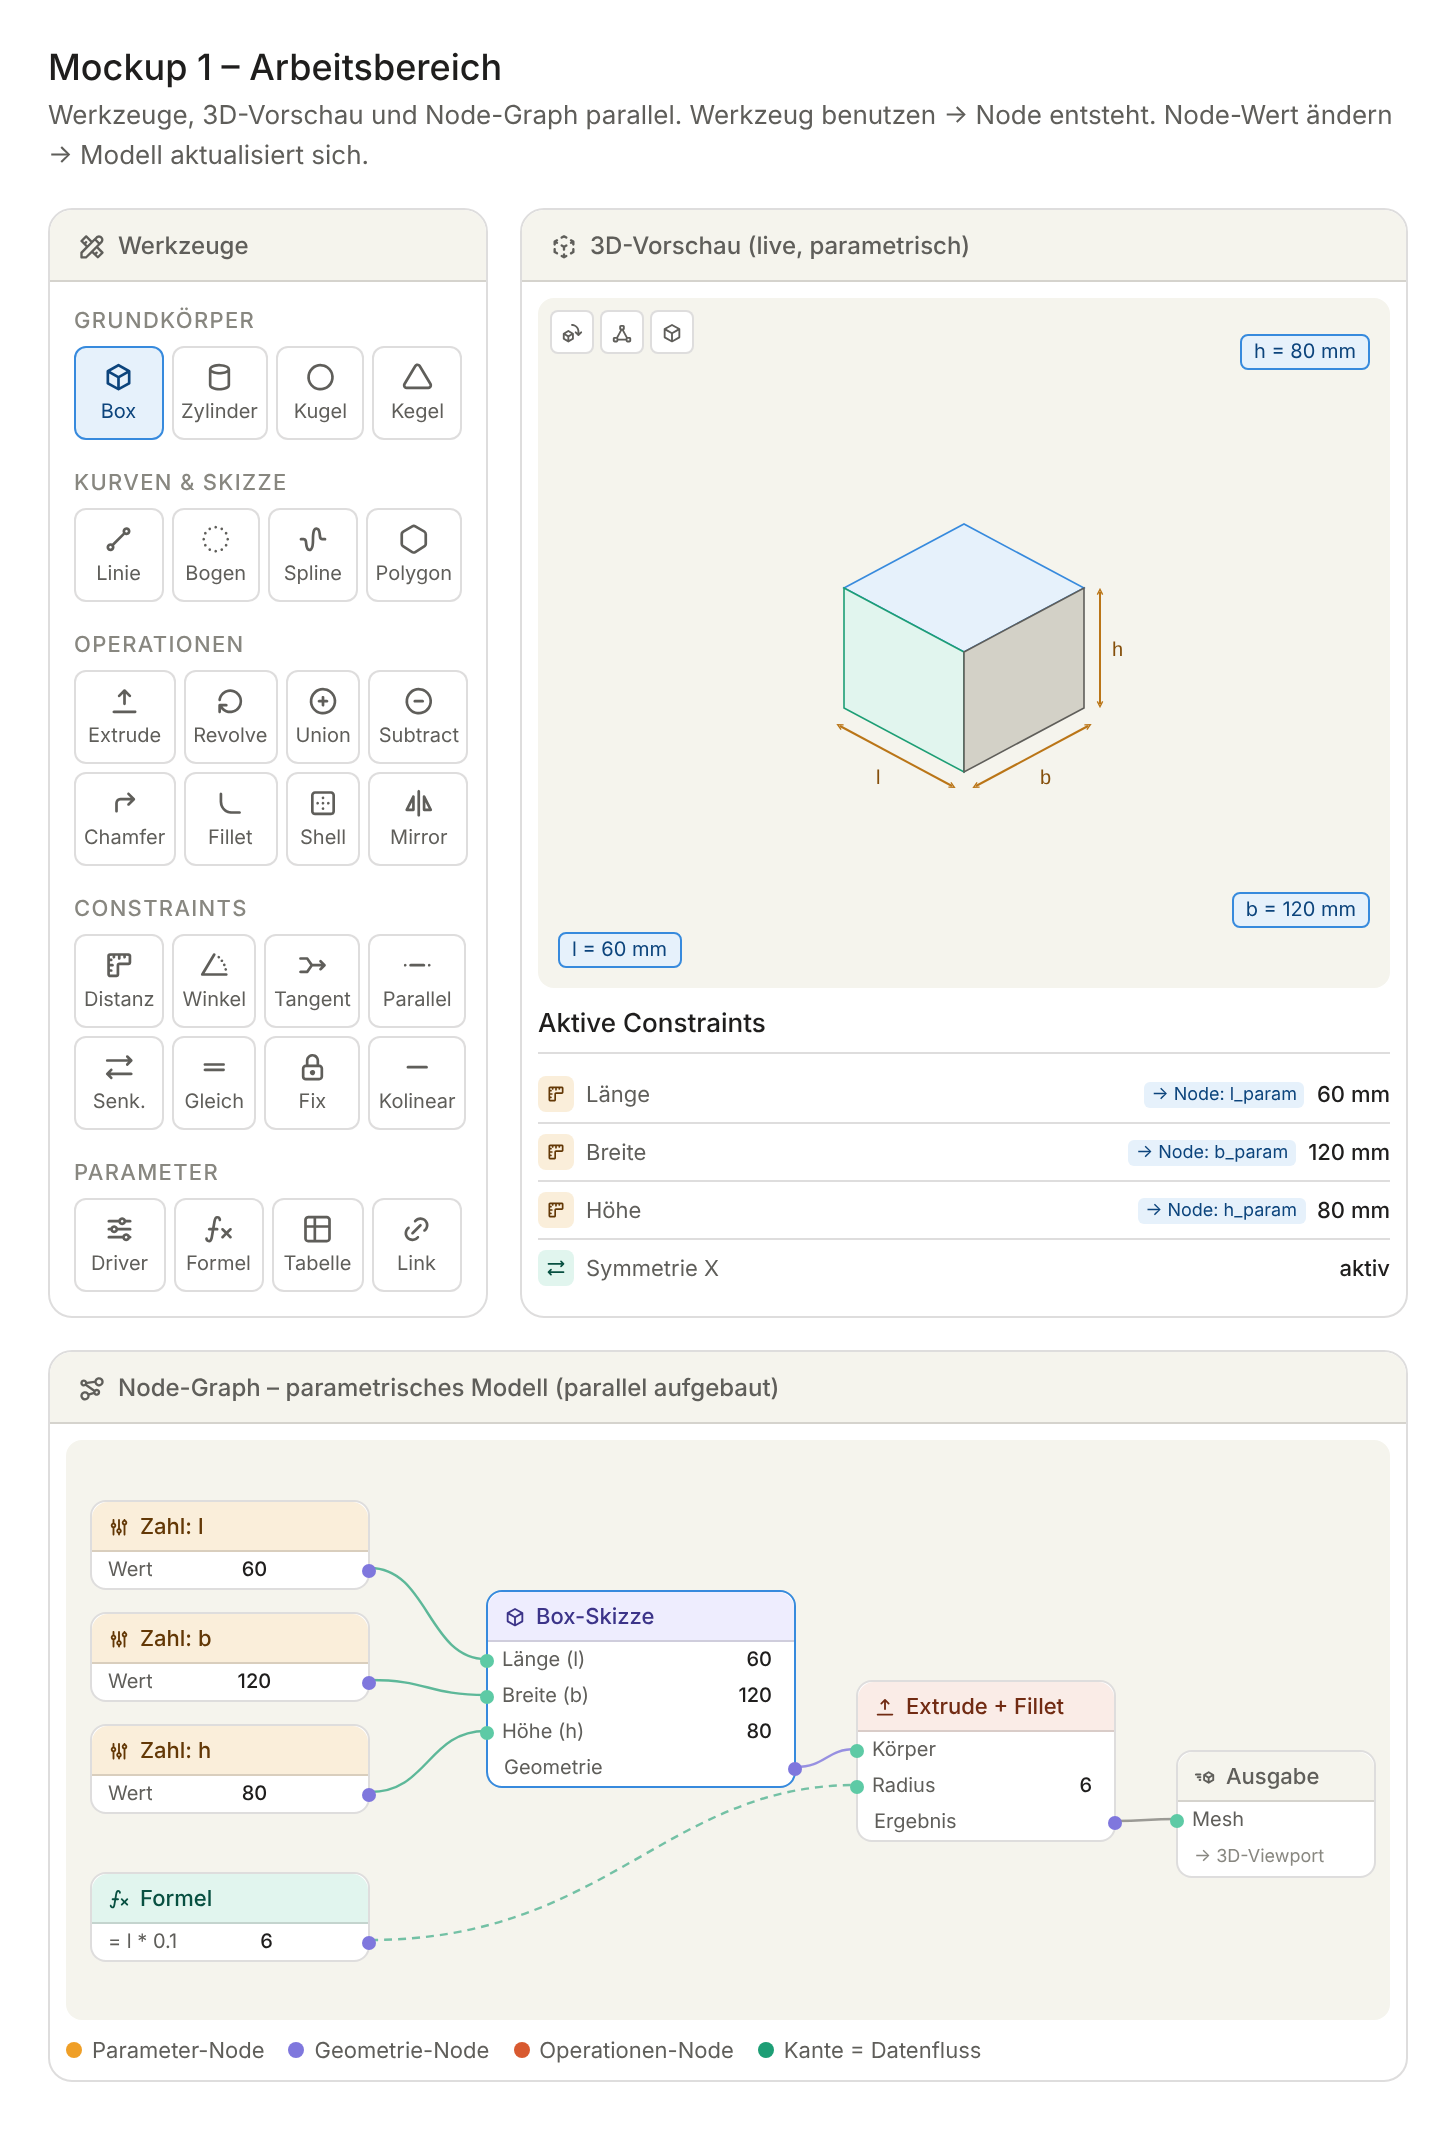 Mockup 1 – Arbeitsbereich
Werkzeuge, 3D-Vorschau und Node-Graph parallel. Werkzeug benutzen → Node entsteht. Node-Wert ändern
→ Modell aktualisiert sich.
Werkzeuge
GRUNDKÖRPER
Box Zylinder Kugel Kegel
KURVEN & SKIZZE
Linie Bogen Spline Polygon
OPERATIONEN
Extrude Revolve Union Subtract
Chamfer Fillet Shell Mirror
CONSTRAINTS
Distanz Winkel Tangent Parallel
Senk. Gleich Fix Kolinear
PARAMETER
Driver Formel Tabelle Link
3D-Vorschau (live, parametrisch)
h = 80 mm
h
l b
b = 120 mm
l = 60 mm
Aktive Constraints
Länge → Node: l_param 60 mm
Breite → Node: b_param 120 mm
Höhe → Node: h_param 80 mm
Symmetrie X aktiv
Node-Graph – parametrisches Modell (parallel aufgebaut)
Zahl: l
Wert 60
Zahl: b
Wert 120
Zahl: h
Wert 80
Formel
= l * 0.1 6
Box-Skizze
Länge (l) 60
Breite (b) 120
Höhe (h) 80
Geometrie
Extrude + Fillet
Körper
Radius 6
Ergebnis
Ausgabe
Mesh
→ 3D-Viewport
Parameter-Node Geometrie-Node Operationen-Node Kante = Datenfluss